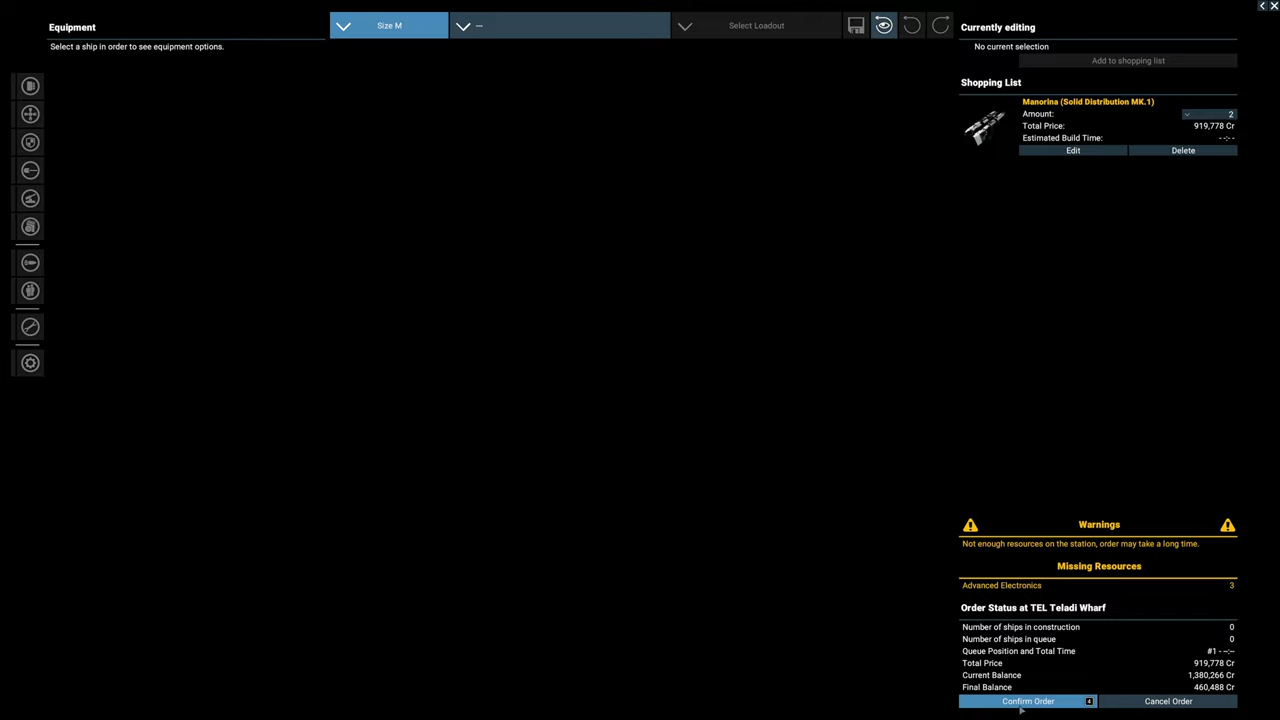 Equipment
Select a ship in order to see equipment options.
Size M
--
Select Loadout
Currently editing
No current selection
Add to shopping list
Shopping List
Manorina (Solid Distribution MK.1)
Amount: 2
Total Price: 919,778 Cr
Estimated Build Time: --:--
Edit Delete
Warnings
Not enough resources on the station, order may take a long time.
Missing Resources
Advanced Electronics 3
Order Status at TEL Teladi Wharf
Number of ships in construction 0
Number of ships in queue 0
Queue Position and Total Time #1 - --:--
Total Price 919,778 Cr
Current Balance 1,380,266 Cr
Final Balance 460,488 Cr
Confirm Order 4 Cancel Order